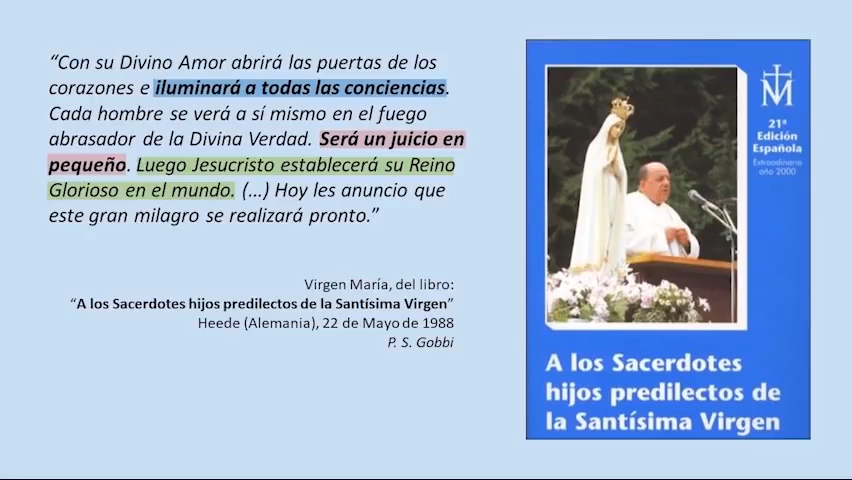 “Con su Divino Amor abrirá las puertas de los
corazones e iluminará a todas las conciencias.
Cada hombre se verá a sí mismo en el fuego
abrasador de la Divina Verdad. Será un juicio en
pequeño. Luego Jesucristo establecerá su Reino
Glorioso en el mundo. (...) Hoy les anuncio que
este gran milagro se realizará pronto.”
Virgen María, del libro:
“A los Sacerdotes hijos predilectos de la Santísima Virgen”
Heede (Alemania), 22 de Mayo de 1988
P. S. Gobbi
21ª
Edición
Española
Extraordinario
año 2000
A los Sacerdotes
hijos predilectos de
la Santísima Virgen